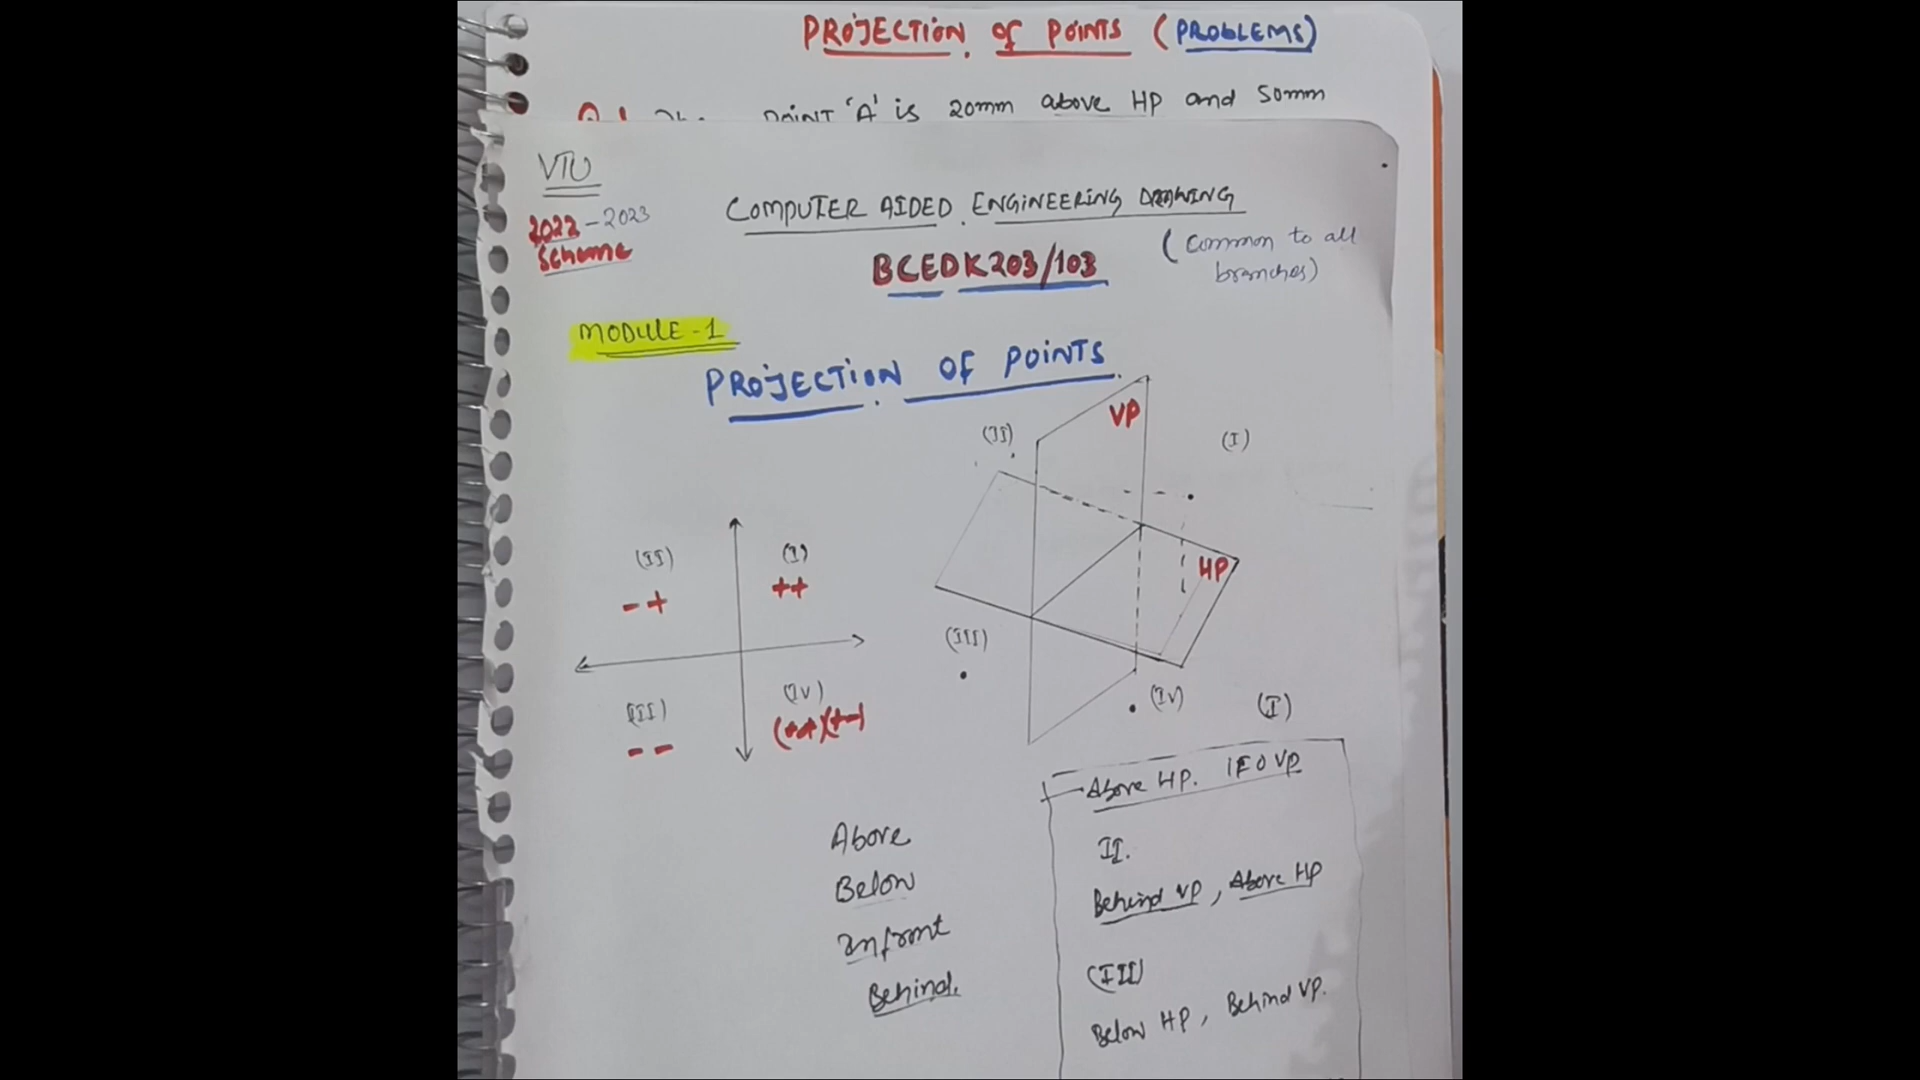 PROJECTION OF POINTS (PROBLEMS)
POINT 'A' is 20mm above HP and 50mm
VTU
2022-2023
Scheme
COMPUTER AIDED ENGINEERING DRAWING
BCEDK203/103
(Common to all
branches)
MODULE-1
PROJECTION OF POINTS
VP
(II)
(I)
HP
(III)
(IV)
(II)
(I)
-+
++
(III)
(IV)
--
(+-)
(I)
Above HP. IFO VP
II.
Behind VP, Above HP
(III)
Below HP, Behind VP.
Above
Below
Infront
Behind.